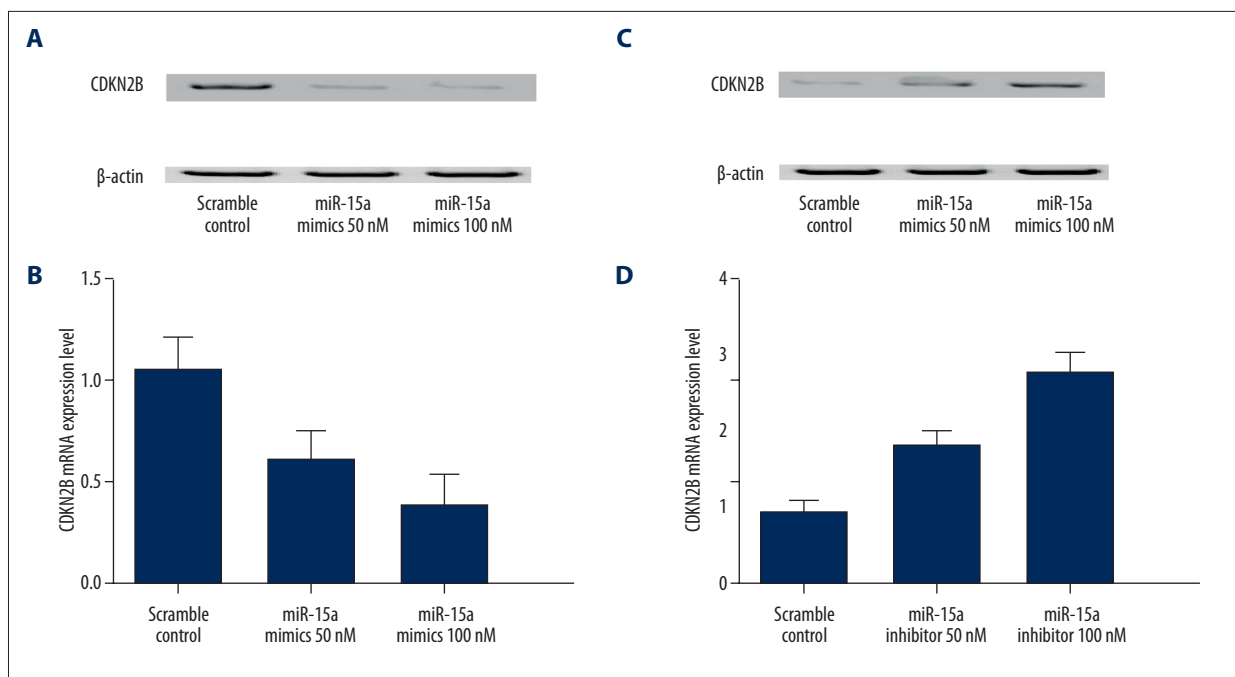 A
CDKN2B
β-actin
Scramble
control
miR-15a
mimics 50 nM
miR-15a
mimics 100 nM
B
CDKN2B mRNA expression level
1.5
1.0
0.5
0.0
Scramble
control
miR-15a
mimics 50 nM
miR-15a
mimics 100 nM
C
CDKN2B
β-actin
Scramble
control
miR-15a
mimics 50 nM
miR-15a
mimics 100 nM
D
CDKN2B mRNA expression level
4
3
2
1
0
Scramble
control
miR-15a
inhibitor 50 nM
miR-15a
inhibitor 100 nM